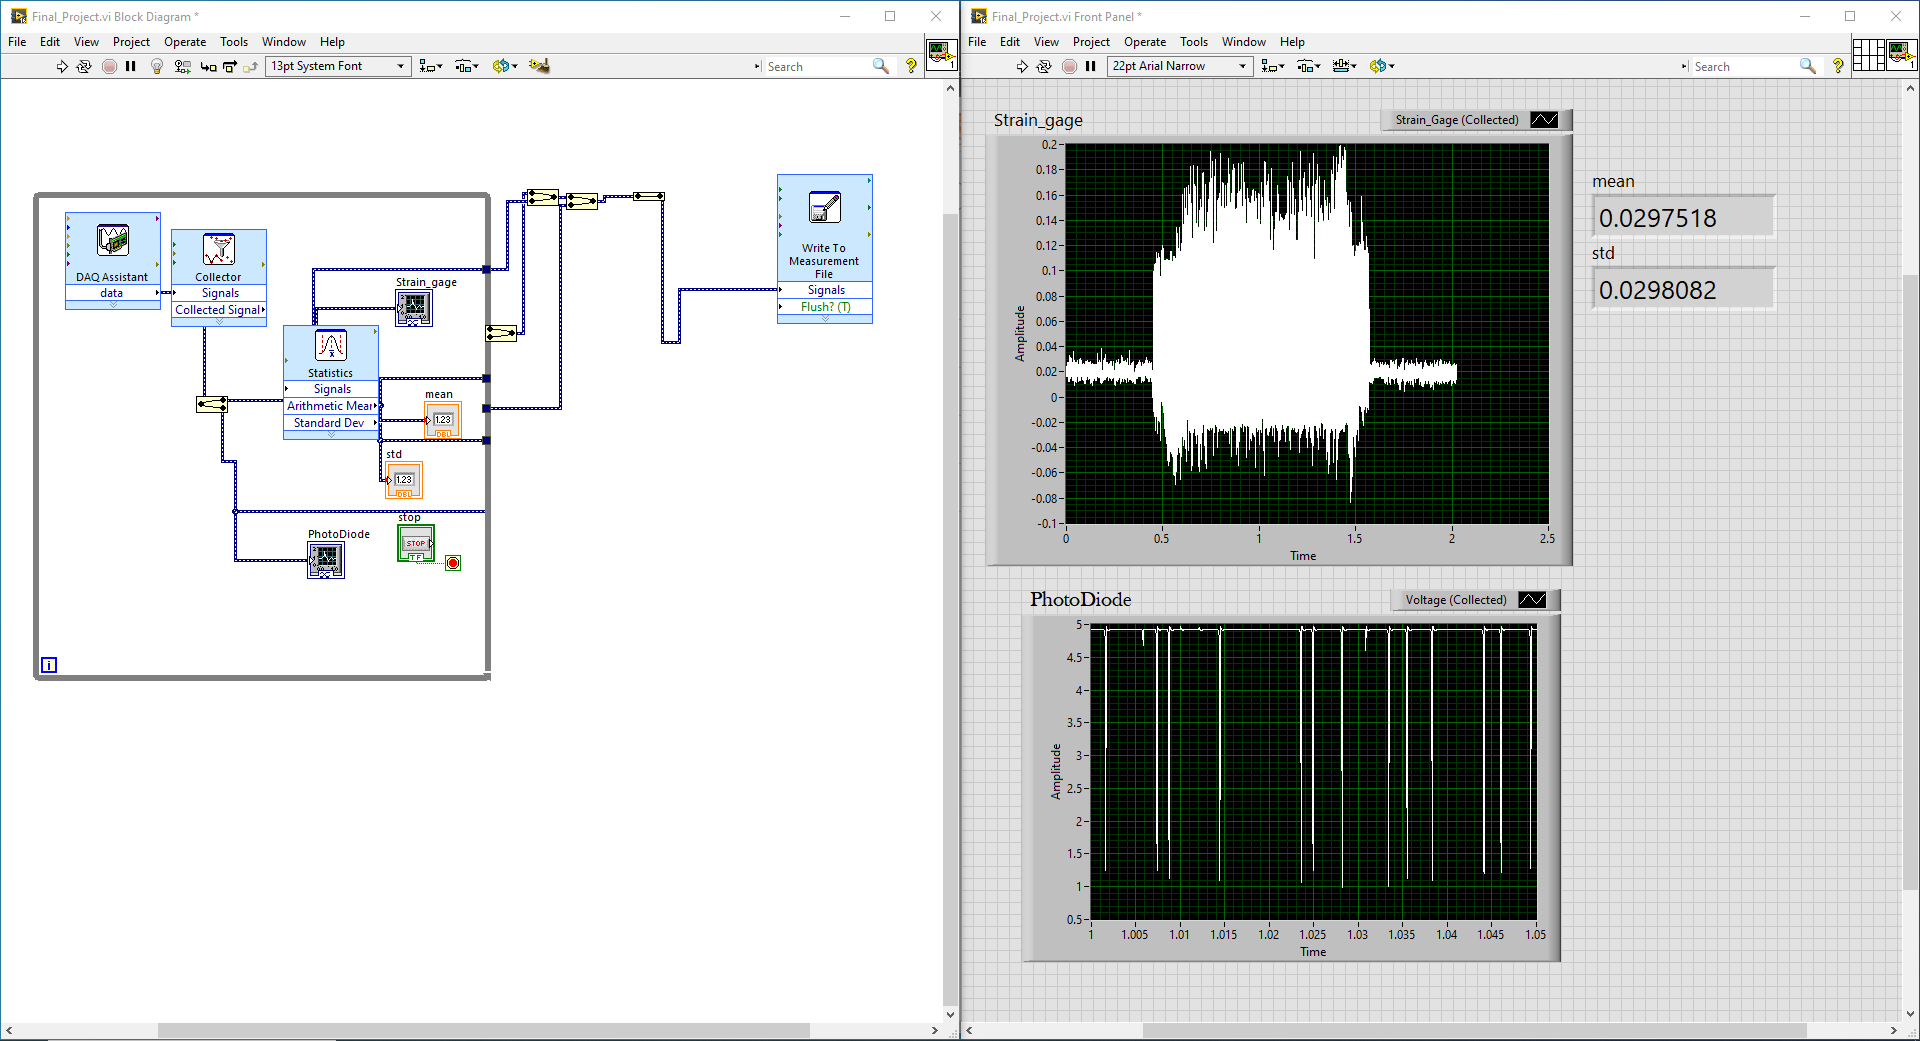 Final_Project.vi Block Diagram *
File Edit View Project Operate Tools Window Help
13pt System Font
Search
1
DAQ Assistant
data
Collector
Signals
Collected Signal
Strain_gage
Statistics
Signals
Arithmetic Mear
Standard Dev
mean
1.23
DBL
std
1.23
DBL
stop
STOP
TF
PhotoDiode
i
Write To
Measurement
File
Signals
Flush? (T)
Final_Project.vi Front Panel *
File Edit View Project Operate Tools Window Help
22pt Arial Narrow
Search
1
Strain_gage
Strain_Gage (Collected)
0.2
0.18
0.16
0.14
0.12
0.1
0.08
0.06
0.04
0.02
0
-0.02
-0.04
-0.06
-0.08
-0.1
Amplitude
0 0.5 1 1.5 2 2.5
Time
mean
0.0297518
std
0.0298082
PhotoDiode
Voltage (Collected)
5
4.5
4
3.5
3
2.5
2
1.5
1
0.5
Amplitude
1 1.005 1.01 1.015 1.02 1.025 1.03 1.035 1.04 1.045 1.05
Time